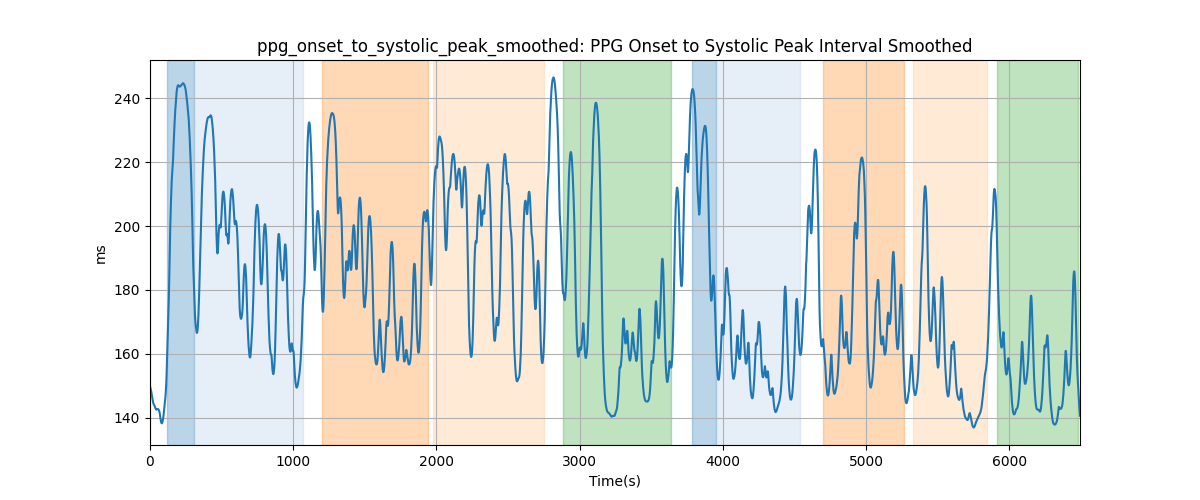 ppg_onset_to_systolic_peak_smoothed: PPG Onset to Systolic Peak Interval Smoothed
240
220
200
180
160
140
ms
0 1000 2000 3000 4000 5000 6000
Time(s)